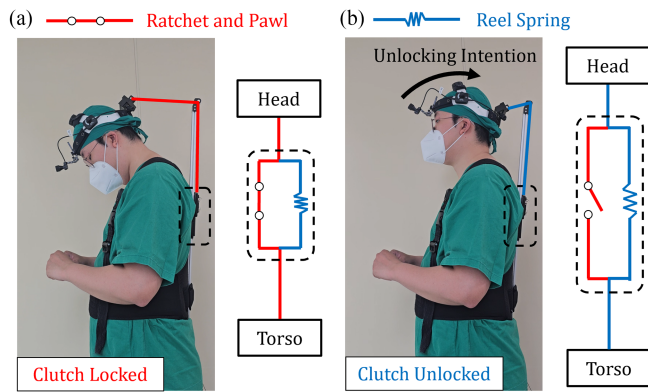 (a)
Ratchet and Pawl
(b)
Reel Spring
Head
Torso
Clutch Locked
Unlocking Intention
Head
Torso
Clutch Unlocked